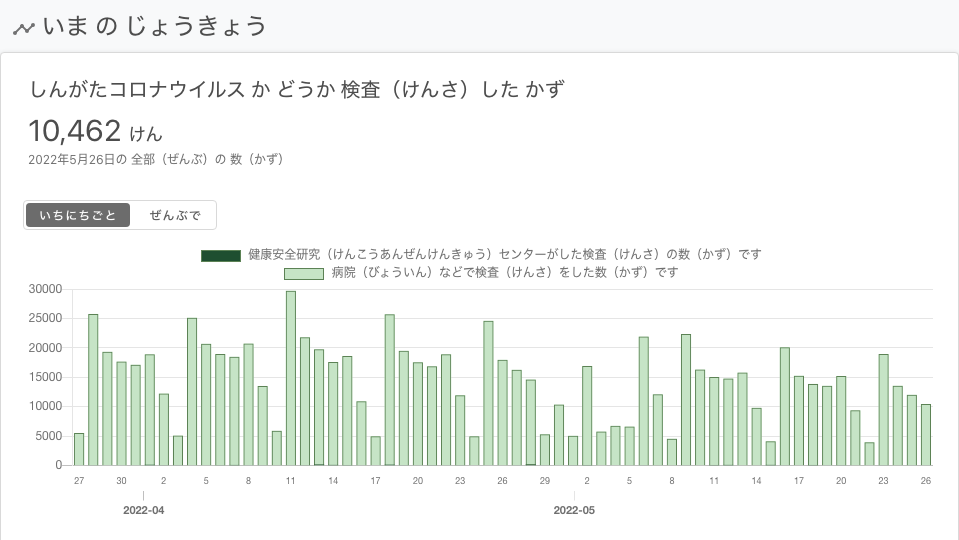 いま の じょうきょう
しんがたコロナウイルス か どうか 検査（けんさ）した かず
10,462 けん
2022年5月26日の 全部（ぜんぶ）の 数（かず）
いちにちごと ぜんぶで
健康安全研究（けんこうあんぜんけんきゅう）センターがした検査（けんさ）の数（かず）です
病院（びょういん）などで検査（けんさ）をした数（かず）です
30000
25000
20000
15000
10000
5000
0
27 30 2 5 8 11 14 17 20 23 26 29 2 5 8 11 14 17 20 23 26
2022-04 2022-05